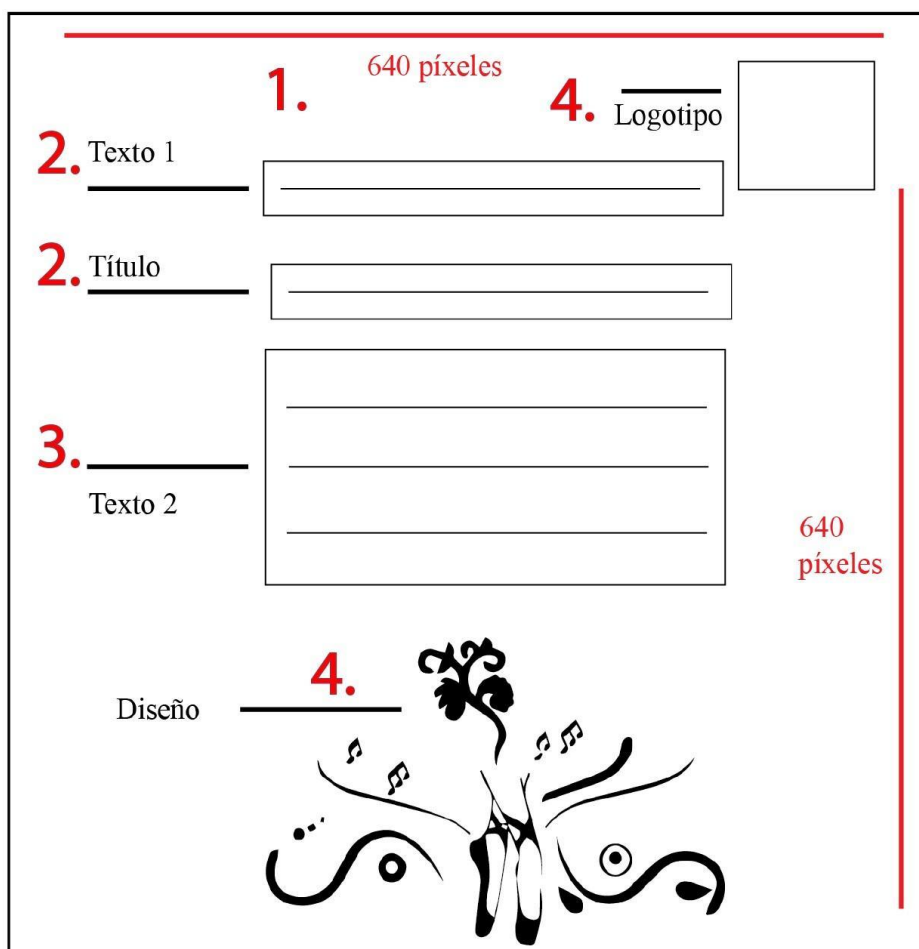 640 píxeles
1.
4.
Logotipo
2. Texto 1
2. Título
3.
Texto 2
640
píxeles
4.
Diseño